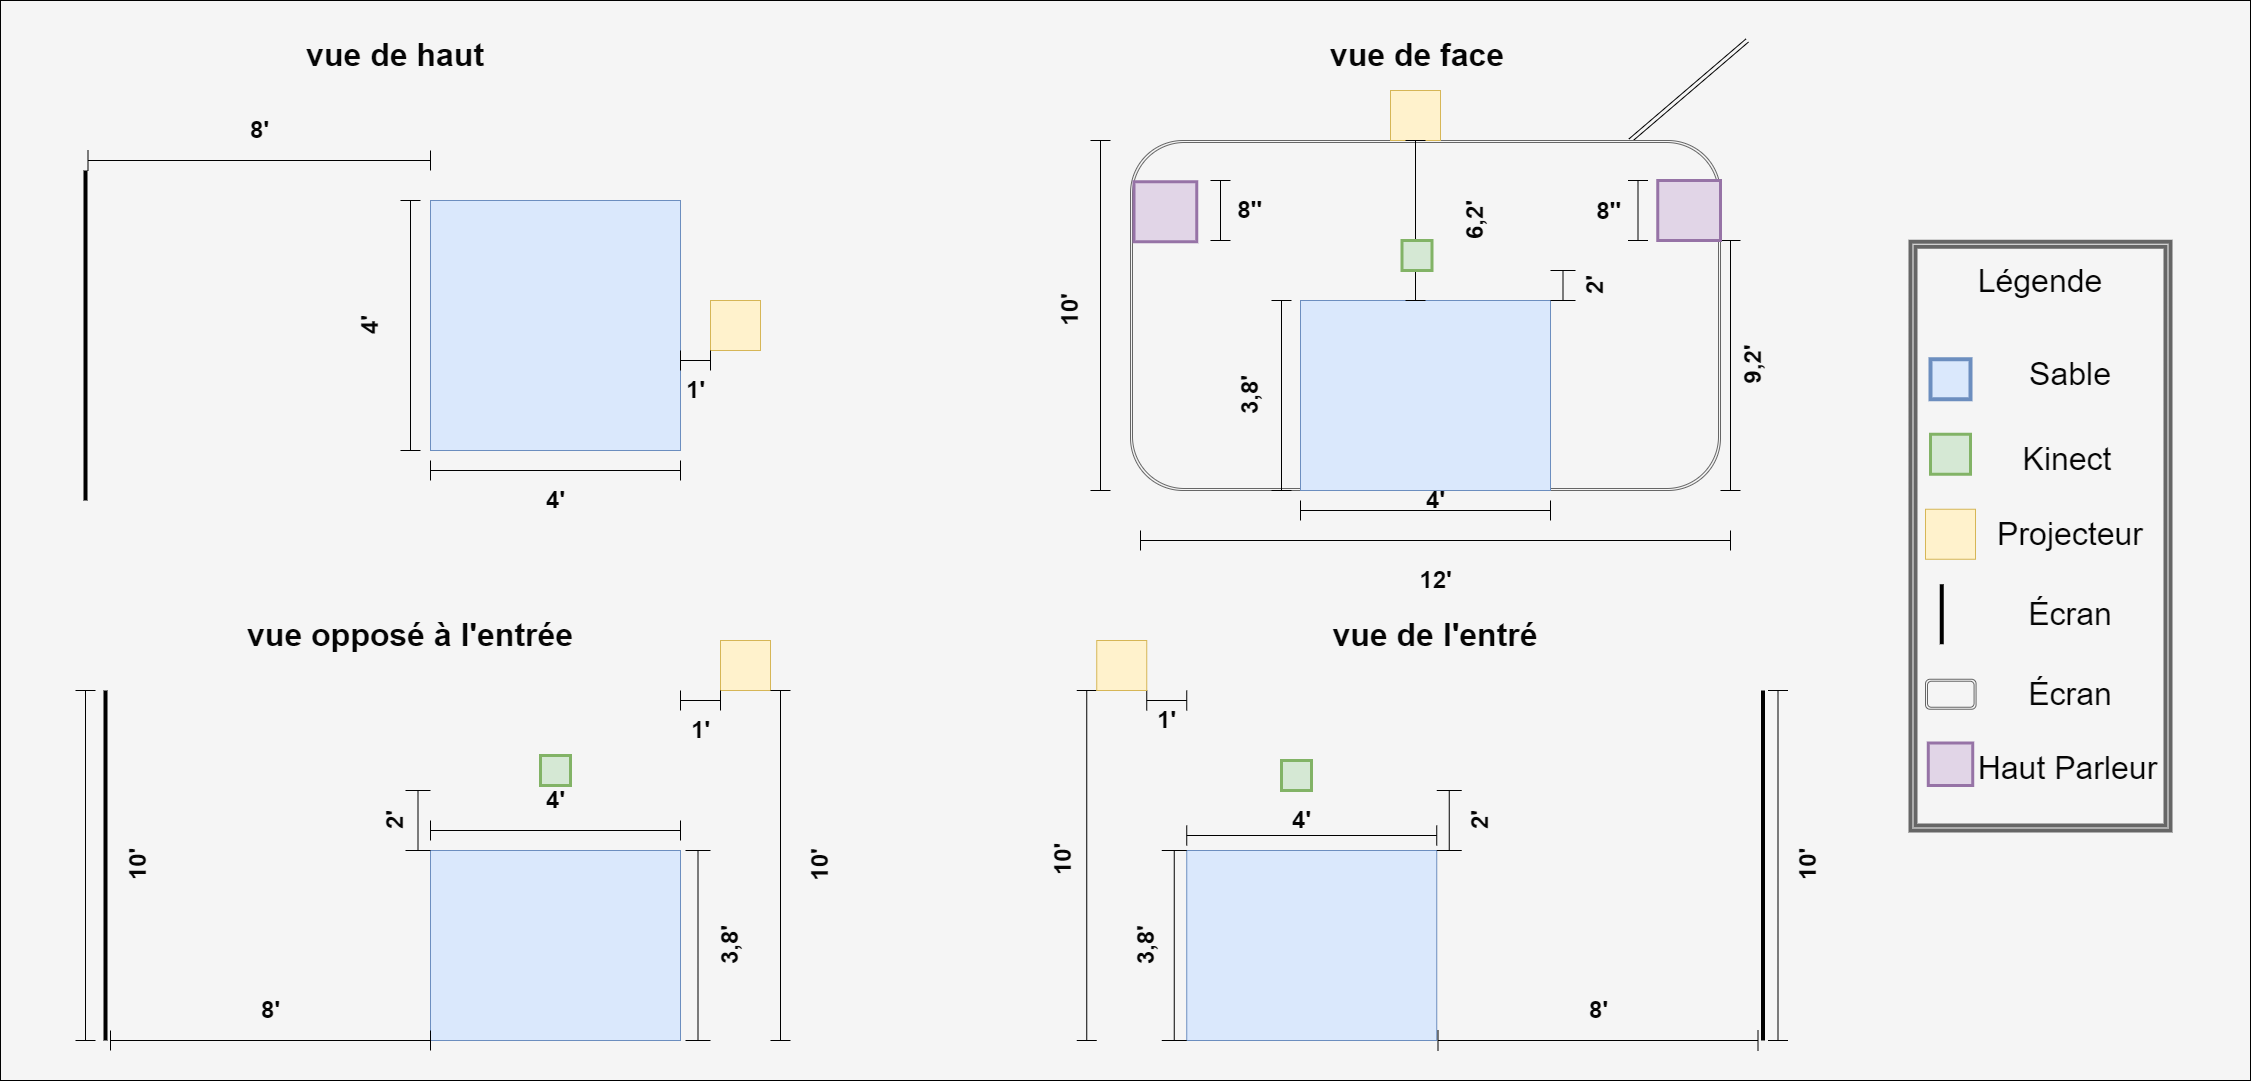 vue de haut
8'
4'
1'
4'
vue de face
8"
6,2'
8"
2'
10'
3,8'
9,2'
4'
12'
vue opposé à l'entrée
1'
4'
2'
10'
10'
3,8'
8'
vue de l'entré
1'
4'
2'
10'
10'
3,8'
8'
Légende
Sable
Kinect
Projecteur
Écran
Écran
Haut Parleur